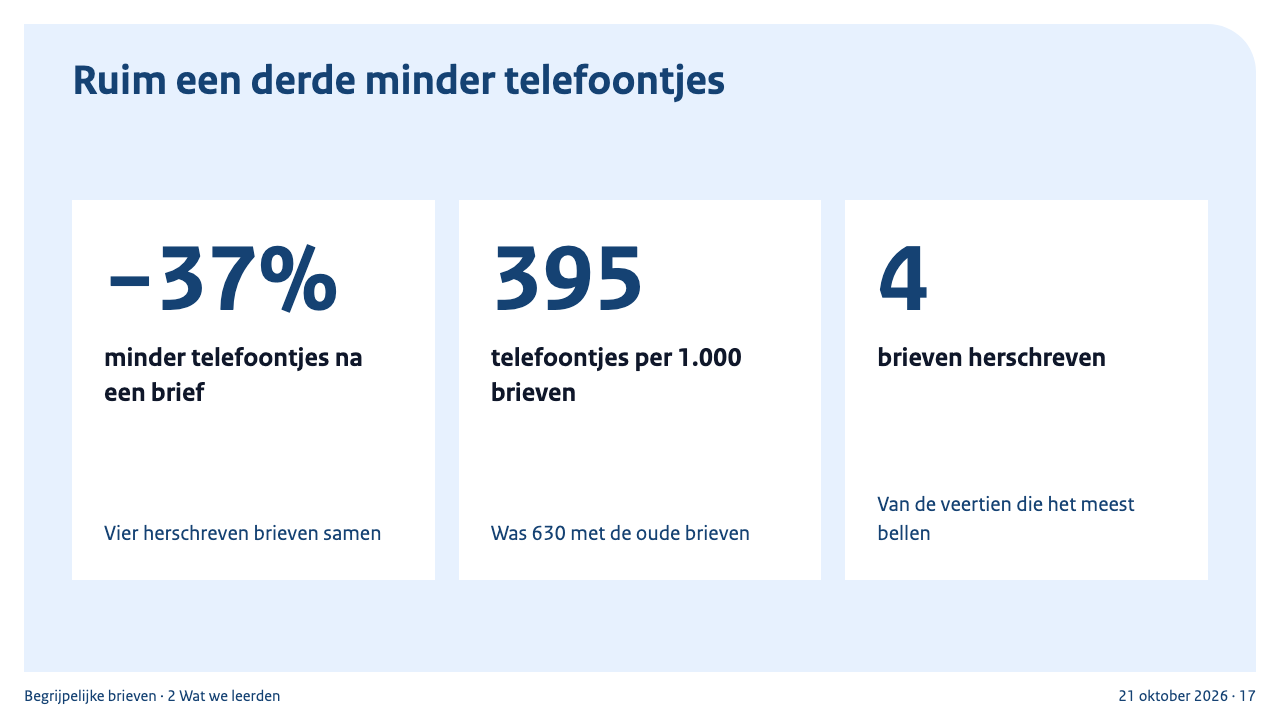 Ruim een derde minder telefoontjes
–37%
minder telefoontjes na
een brief
Vier herschreven brieven samen
395
telefoontjes per 1.000
brieven
Was 630 met de oude brieven
4
brieven herschreven
Van de veertien die het meest
bellen
Begrijpelijke brieven · 2 Wat we leerden
21 oktober 2026 · 17